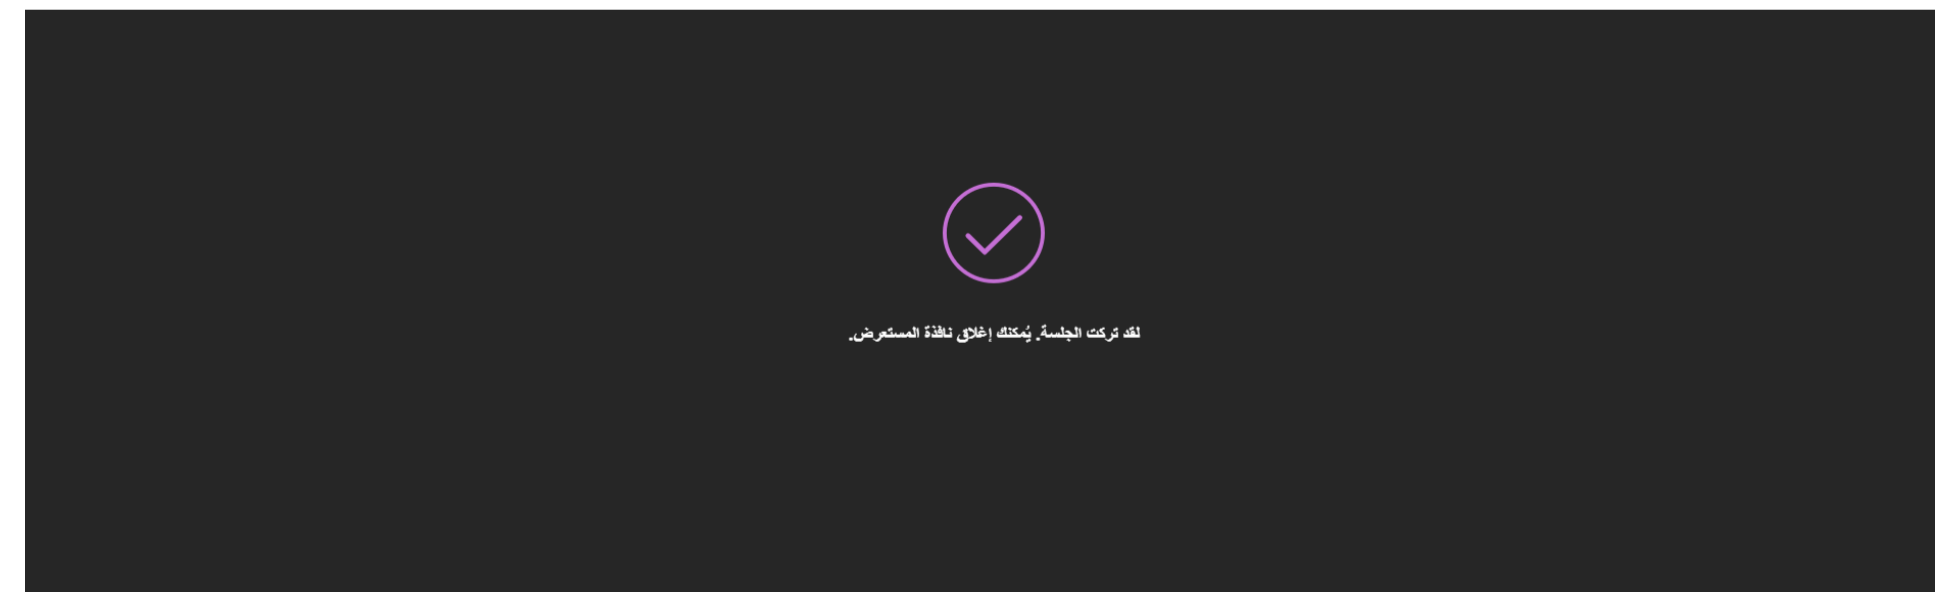 لقد تركت الجلسة. يُمكنك إغلاق نافذة المستعرض.